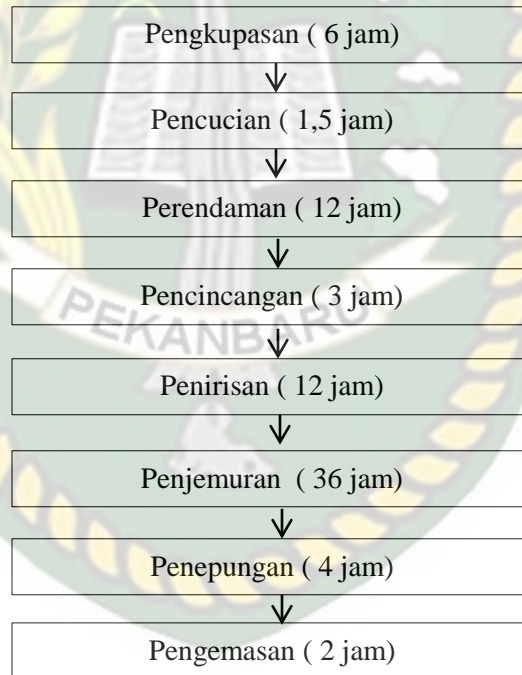 Pengkupasan ( 6 jam)
Pencucian ( 1,5 jam)
Perendaman ( 12 jam)
Pencincangan ( 3 jam)
PEKANBARU
Penirisan ( 12 jam)
Penjemuran ( 36 jam)
Penepungan ( 4 jam)
Pengemasan ( 2 jam)